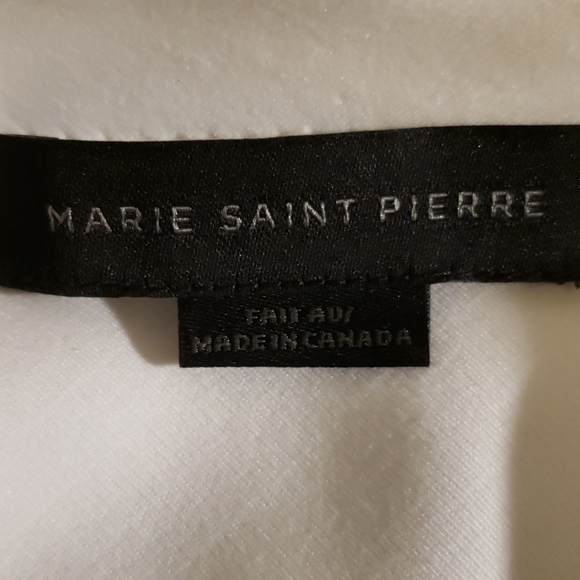 MARIE SAINT PIERRE
FAIT AU/
MADE IN CANADA